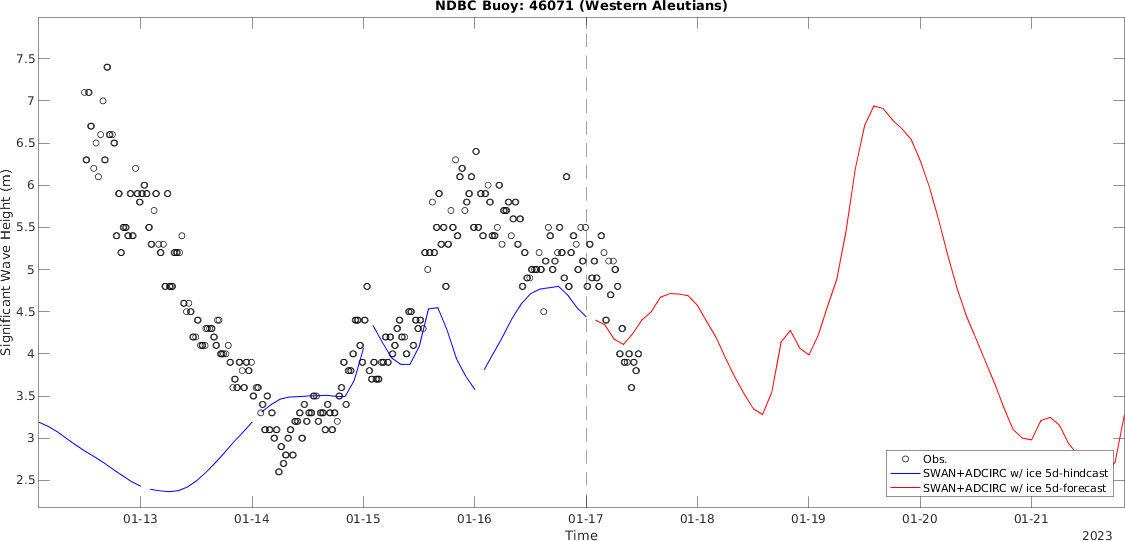 NDBC Buoy: 46071 (Western Aleutians)
Significant Wave Height (m)
7.5
7
6.5
6
5.5
5
4.5
4
3.5
3
2.5
Obs.
SWAN+ADCIRC w/ ice 5d-hindcast
SWAN+ADCIRC w/ ice 5d-forecast
01-13 01-14 01-15 01-16 01-17 01-18 01-19 01-20 01-21
Time
2023